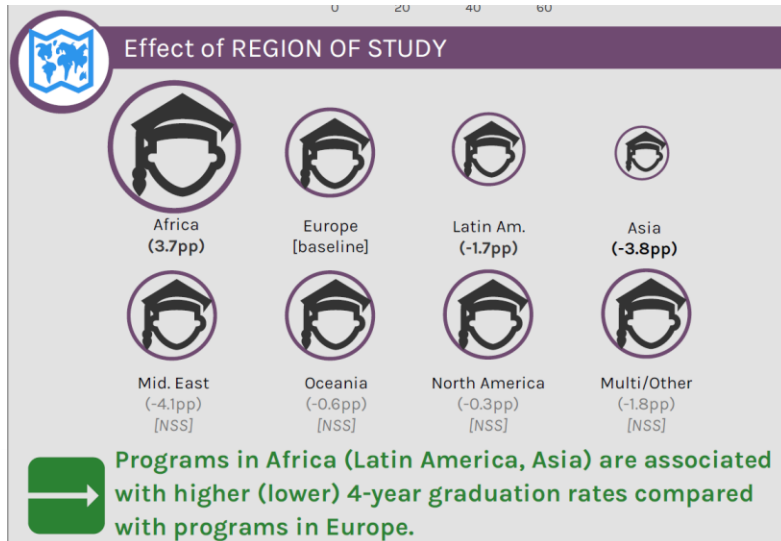 0 20 40 60
Effect of REGION OF STUDY
Africa Europe Latin Am. Asia
(3.7pp) [baseline] (-1.7pp) (-3.8pp)
Mid. East Oceania North America Multi/Other
(-4.1pp) (-0.6pp) (-0.3pp) (-1.8pp)
[NSS] [NSS] [NSS] [NSS]
Programs in Africa (Latin America, Asia) are associated
with higher (lower) 4-year graduation rates compared
with programs in Europe.